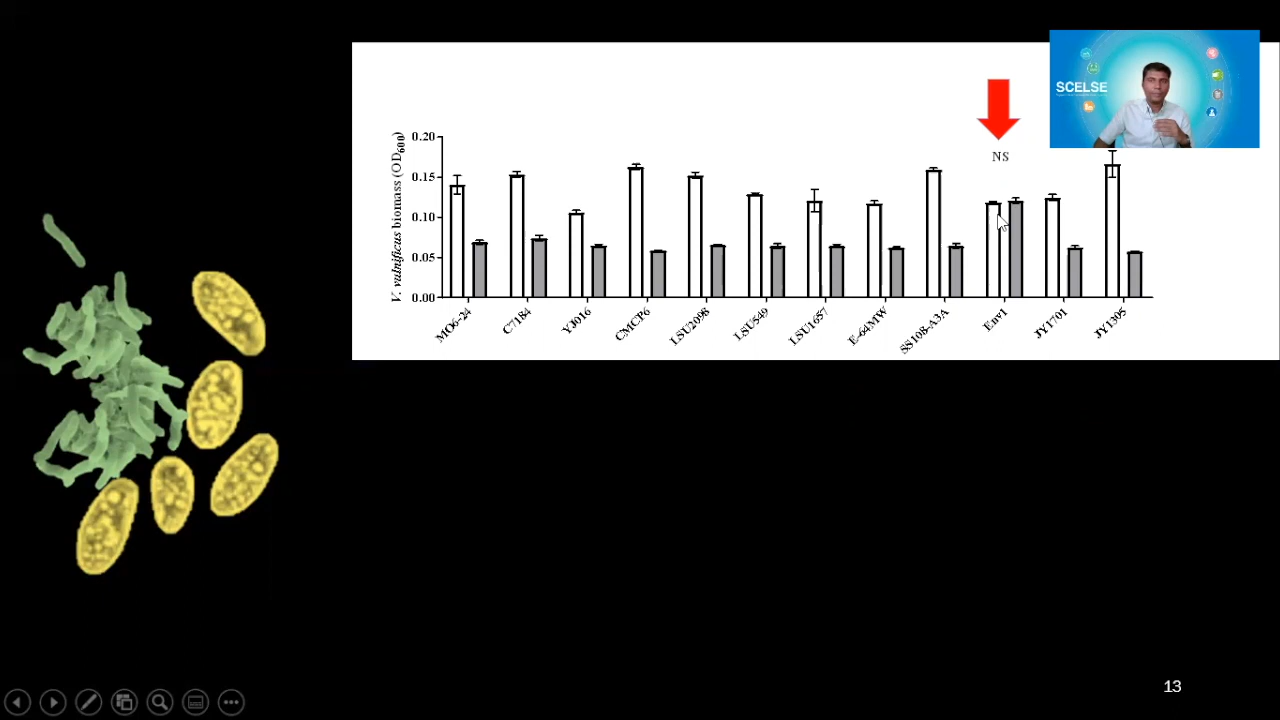 SCELSE
NS
V. vulnificus biomass (OD600)
0.20
0.15
0.10
0.05
0.00
MO6-24
C7184
YJ016
CMCP6
LSU2098
LSU549
LSU1657
E-64MW
SS108-A3A
Env1
JY1701
JY1305
13